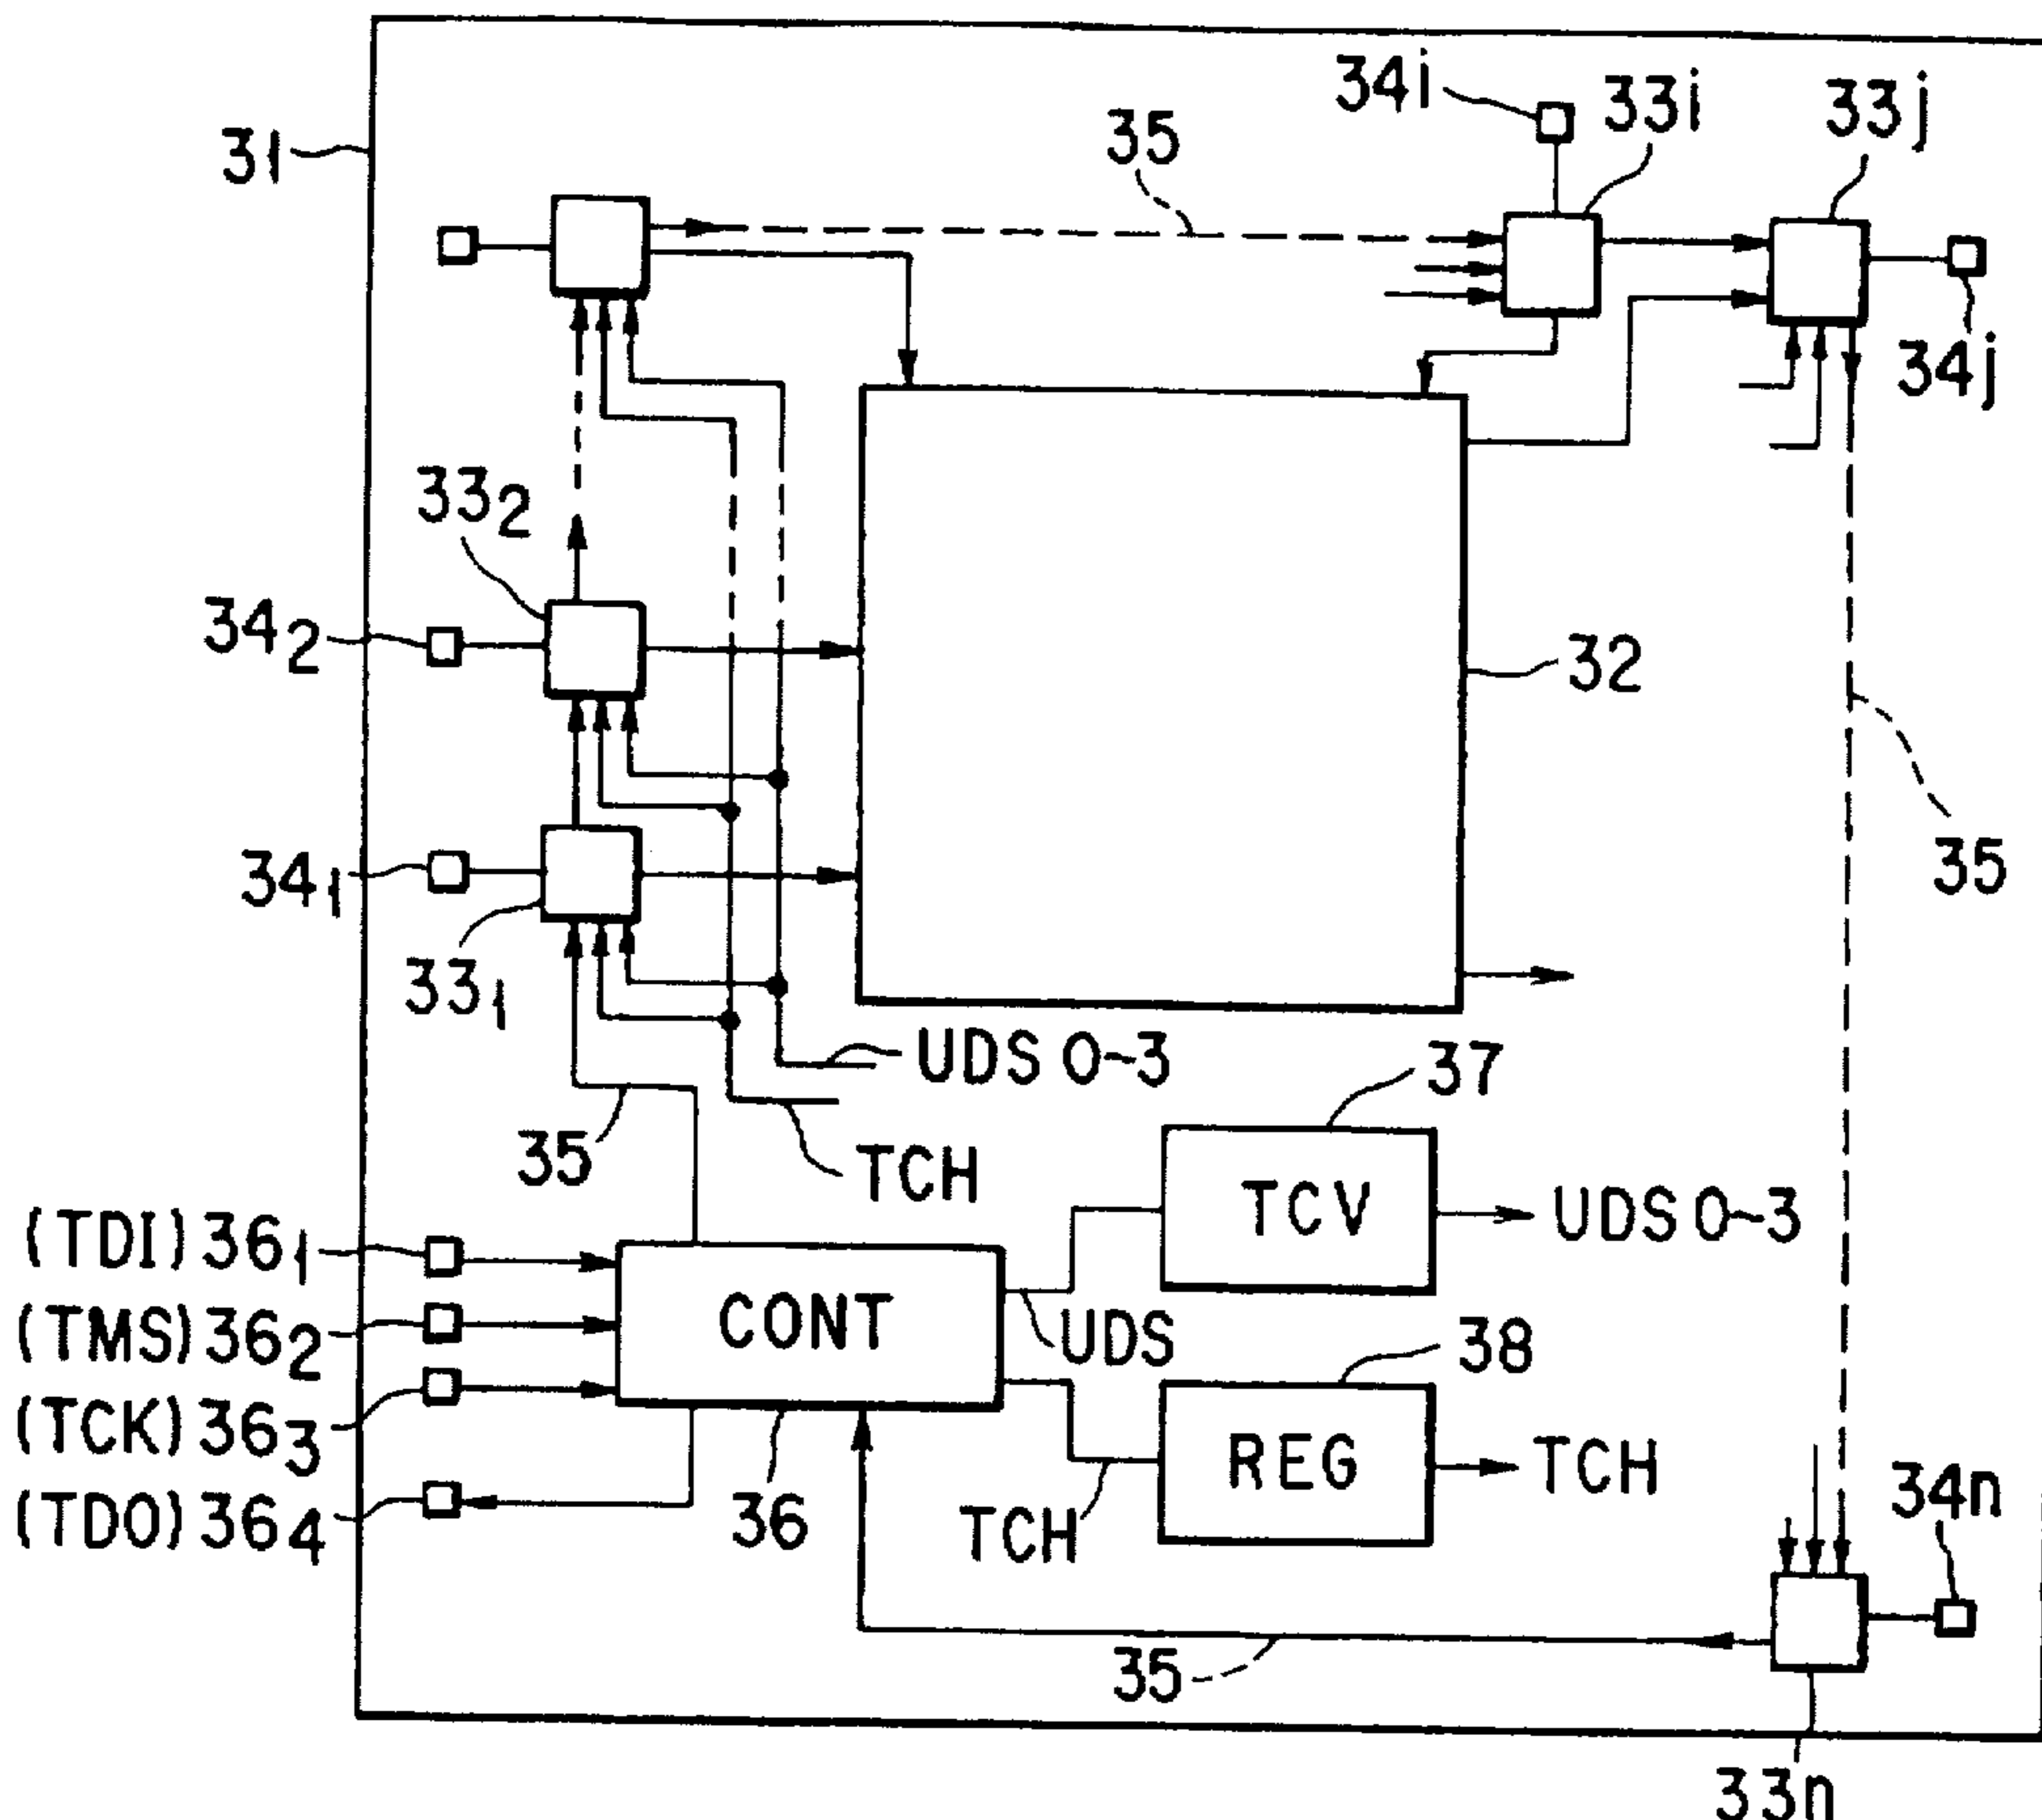 34i
33i
33j
35
31
34j
33₂
34₂
32
34₁
35
33₁
UDS 0~3
37
35
TCH
TCV
UDS 0~3
(TDI) 36₁
CONT
(TMS) 36₂
UDS
38
(TCK) 36₃
REG
TCH
34n
(TDO) 36₄
36
TCH
35
33n